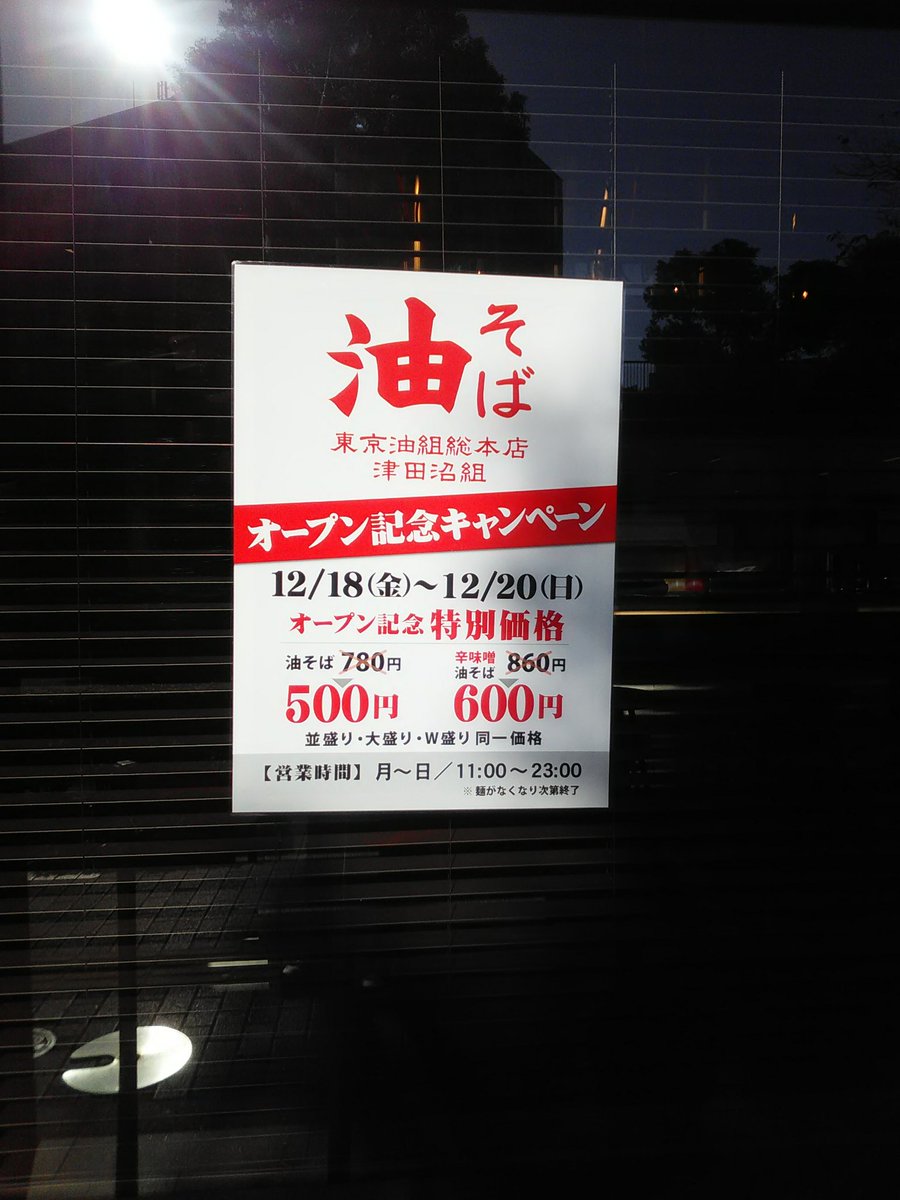 油そば
東京油組総本店
津田沼組
オープン記念キャンペーン
12/18(金)～12/20(日)
オープン記念 特別価格
油そば 780円
500円
辛味噌
油そば 860円
600円
並盛り・大盛り・W盛り 同一価格
【営業時間】 月～日／11:00～23:00
※ 麺がなくなり次第終了